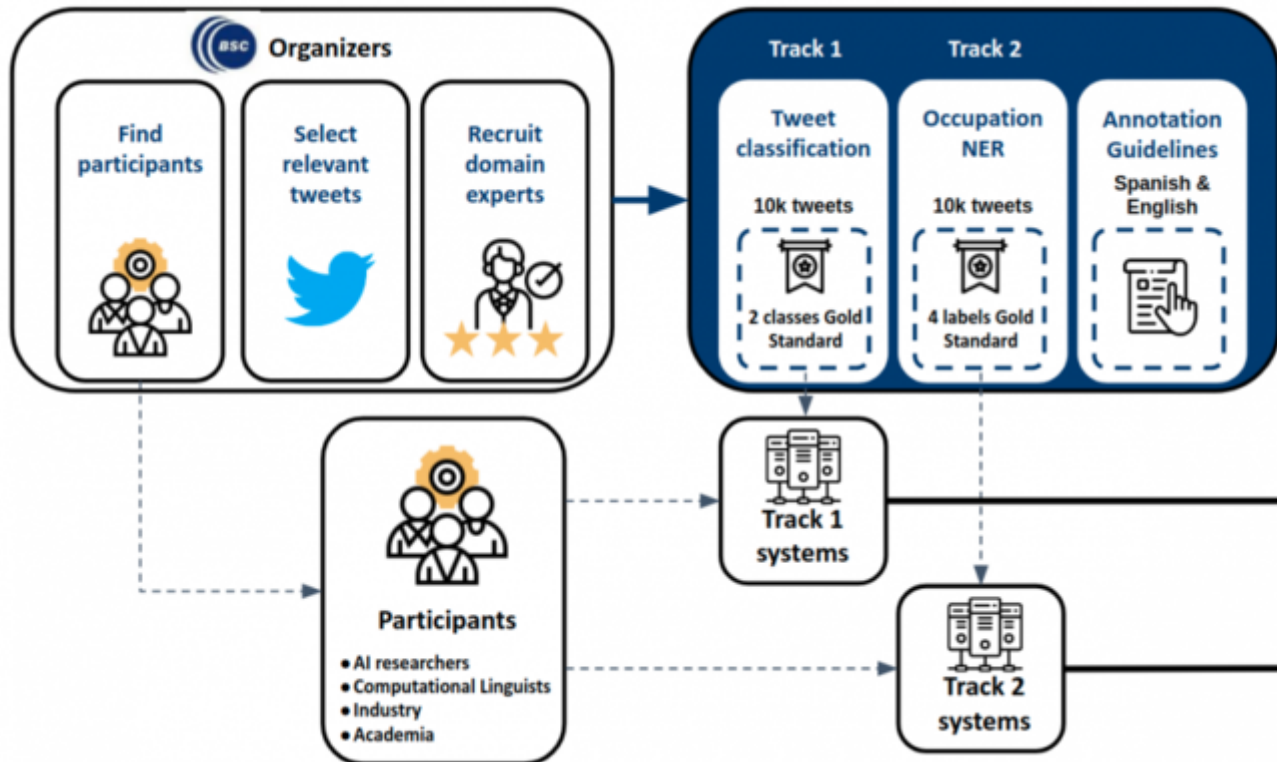 BSC Organizers
Find
participants
Select
relevant
tweets
Recruit
domain
experts
Track 1
Track 2
Tweet
classification
10k tweets
2 classes Gold
Standard
Occupation
NER
10k tweets
4 labels Gold
Standard
Annotation
Guidelines
Spanish &
English
Participants
● AI researchers
● Computational Linguists
● Industry
● Academia
Track 1
systems
Track 2
systems